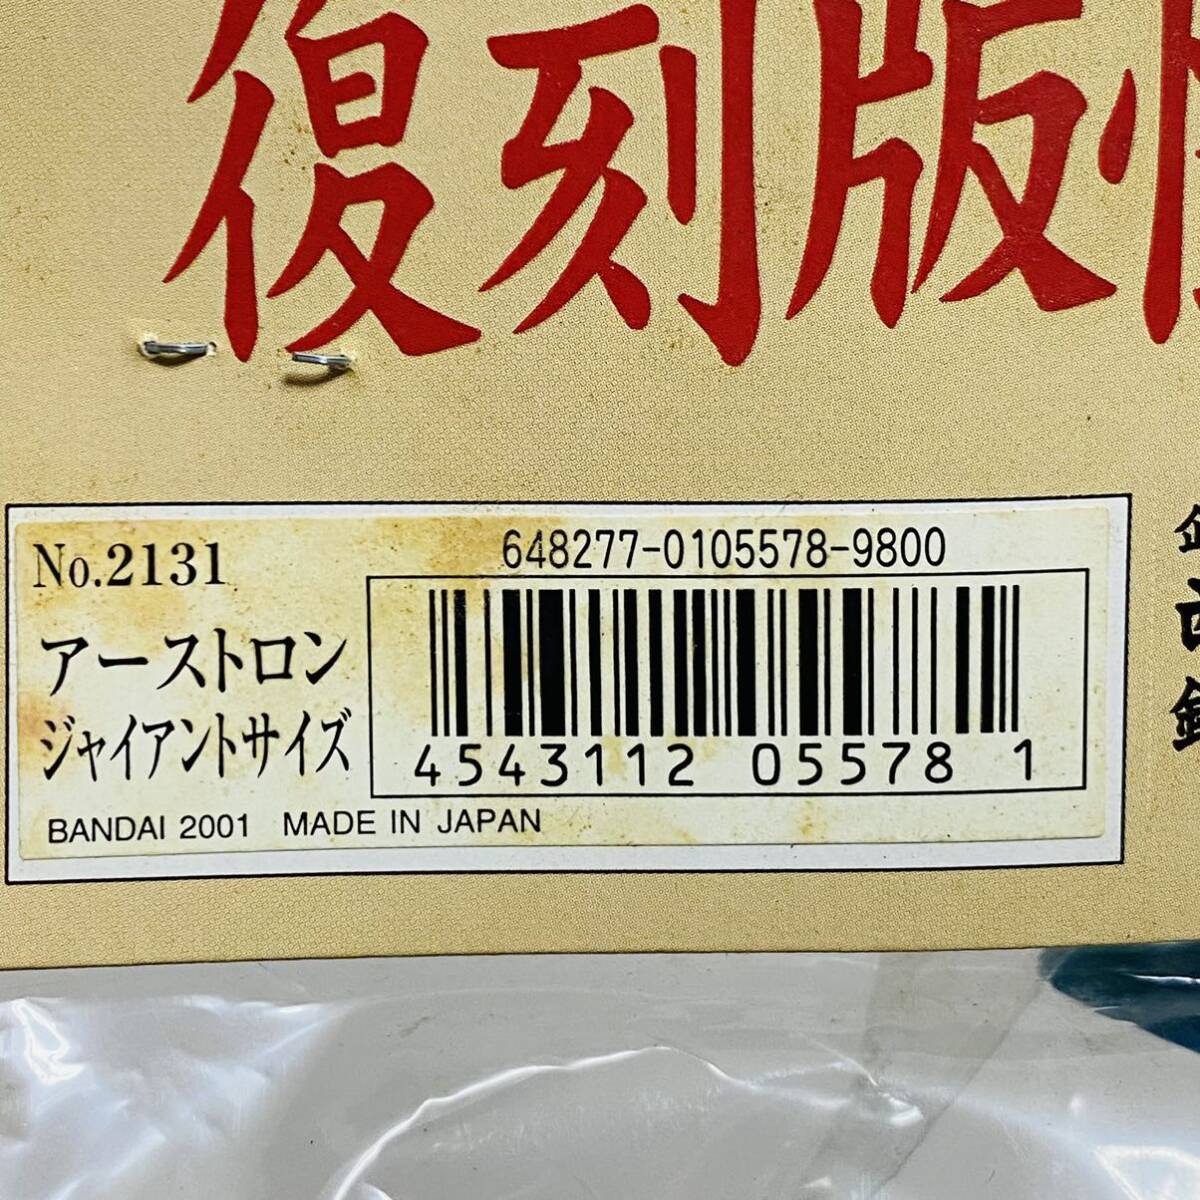 復刻版
No.2131
アーストロン
ジャイアントサイズ
648277-0105578-9800
4543112 05578 1
BANDAI 2001 MADE IN JAPAN